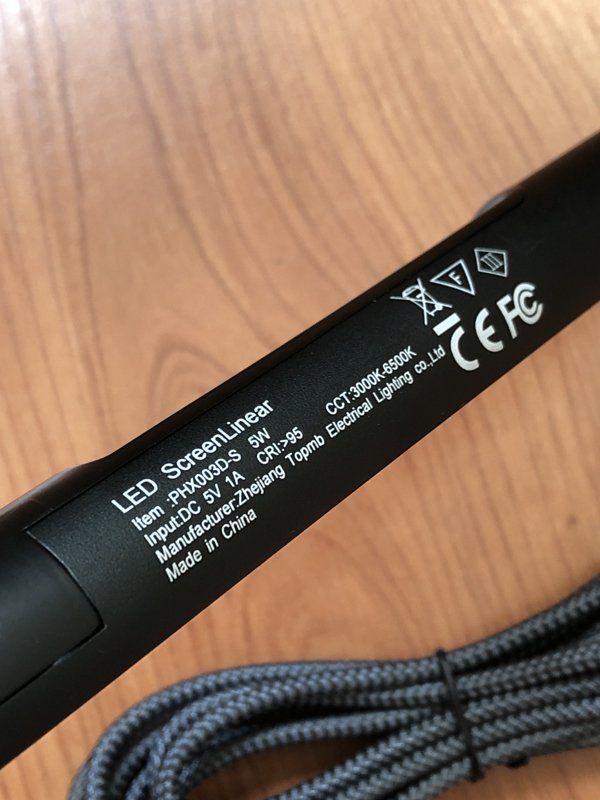 LED ScreenLinear
Item :PHX003D-S 5W
Input:DC 5V 1A CRI:>95 CCT:3000K-6500K
Manufacturer:Zhejiang Topmb Electrical Lighting co.,Ltd
Made in China
F III
CE FC